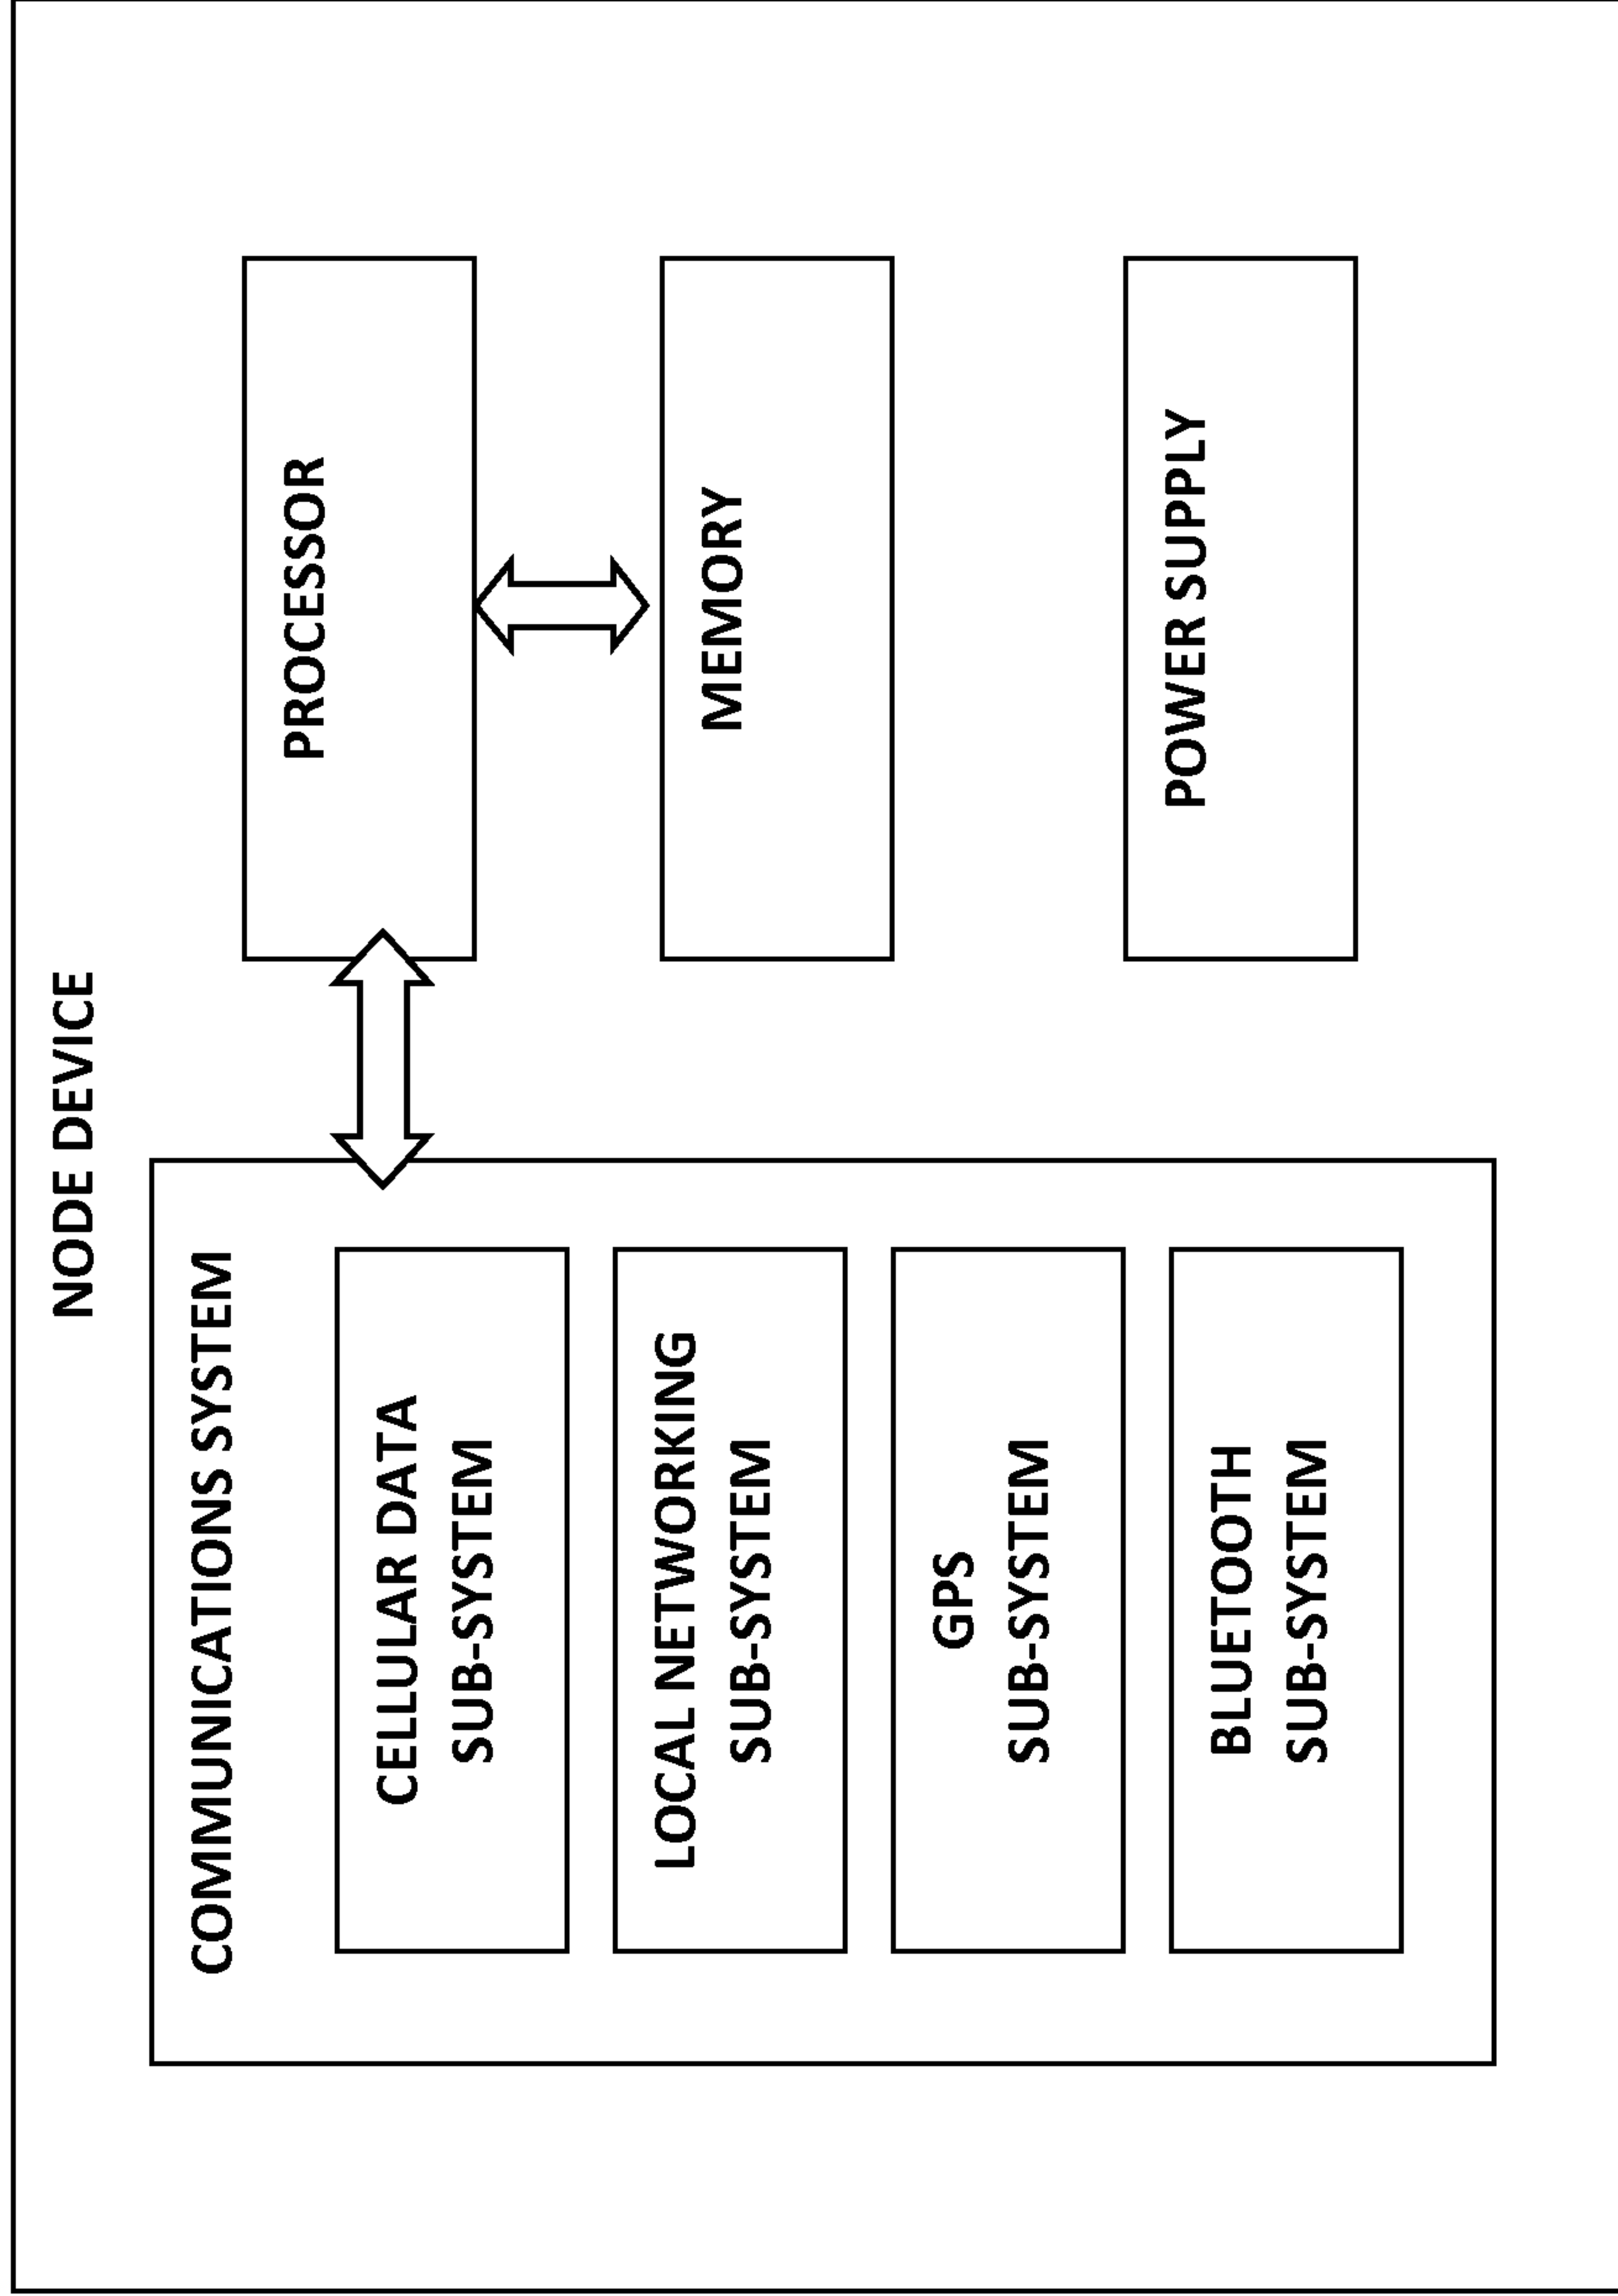 NODE DEVICE
COMMUNICATIONS SYSTEM
CELLULAR DATA
SUB-SYSTEM
LOCAL NETWORKING
SUB-SYSTEM
GPS
SUB-SYSTEM
BLUETOOTH
SUB-SYSTEM
PROCESSOR
MEMORY
POWER SUPPLY